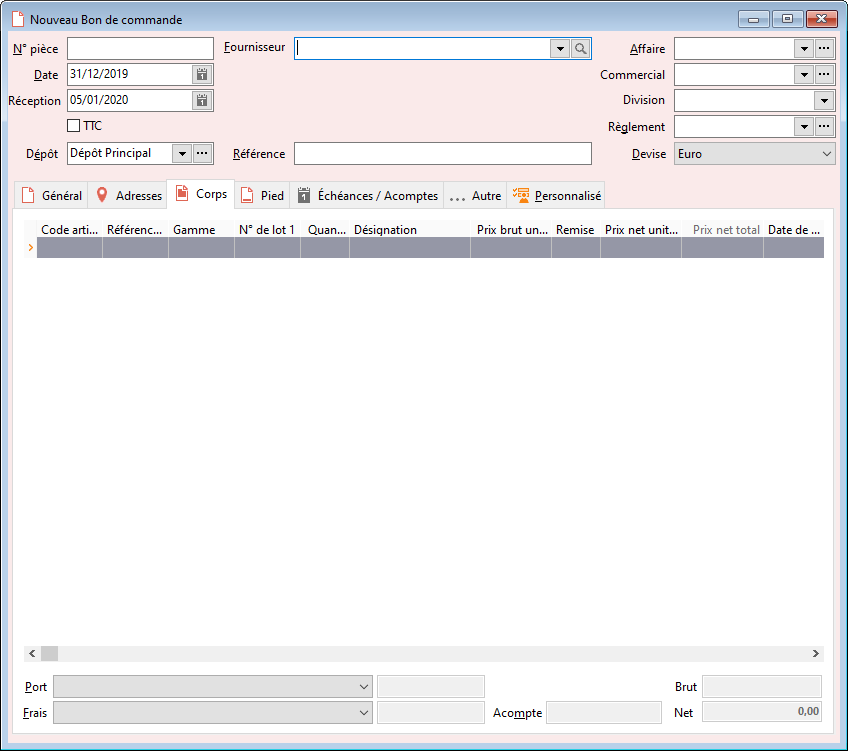 Nouveau Bon de commande
N° pièce
Fournisseur
Affaire
Date 31/12/2019
Commercial
Réception 05/01/2020
Division
TTC
Règlement
Dépôt Dépôt Principal
Référence
Devise Euro
Général Adresses Corps Pied Échéances / Acomptes ... Autre Personnalisé
Code arti... Référenc... Gamme N° de lot 1 Quan... Désignation Prix brut un... Remise Prix net unit... Prix net total Date de ...
Port
Brut
Frais
Acompte
Net 0,00